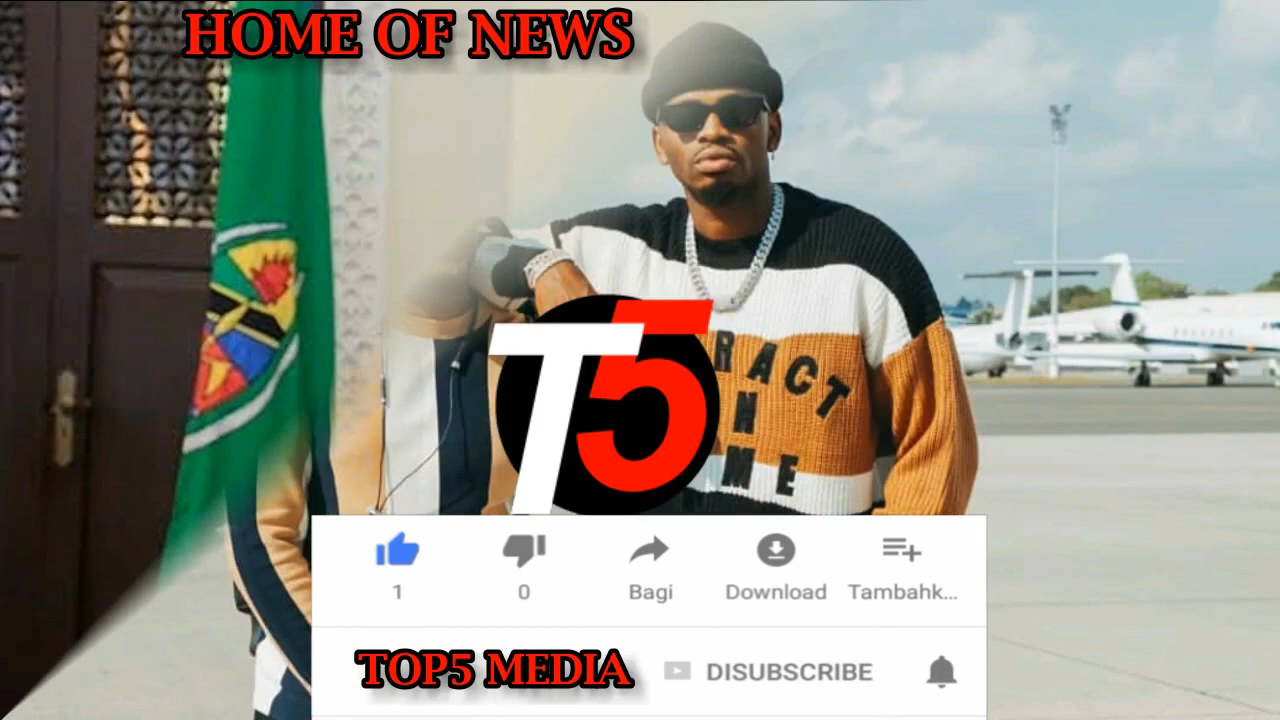 HOME OF NEWS
T5
RACT
N
ME
1
0
Bagi
Download
Tambahk...
TOP5 MEDIA
DISUBSCRIBE